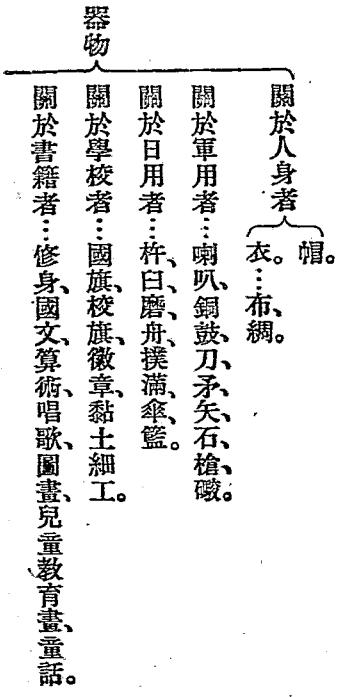 器物
關於人身者
帽。
衣。…布、綢。
關於軍用者…喇叭、銅鼓、刀、矛、矢、石、槍、礮。
關於日用者…杵、臼、磨、舟、撲滿、傘、籃。
關於學校者…國旗、校旗、徽章、黏土細工。
關於書籍者…修身、國文、算術、唱歌、圖畫、兒童教育畫、童話。